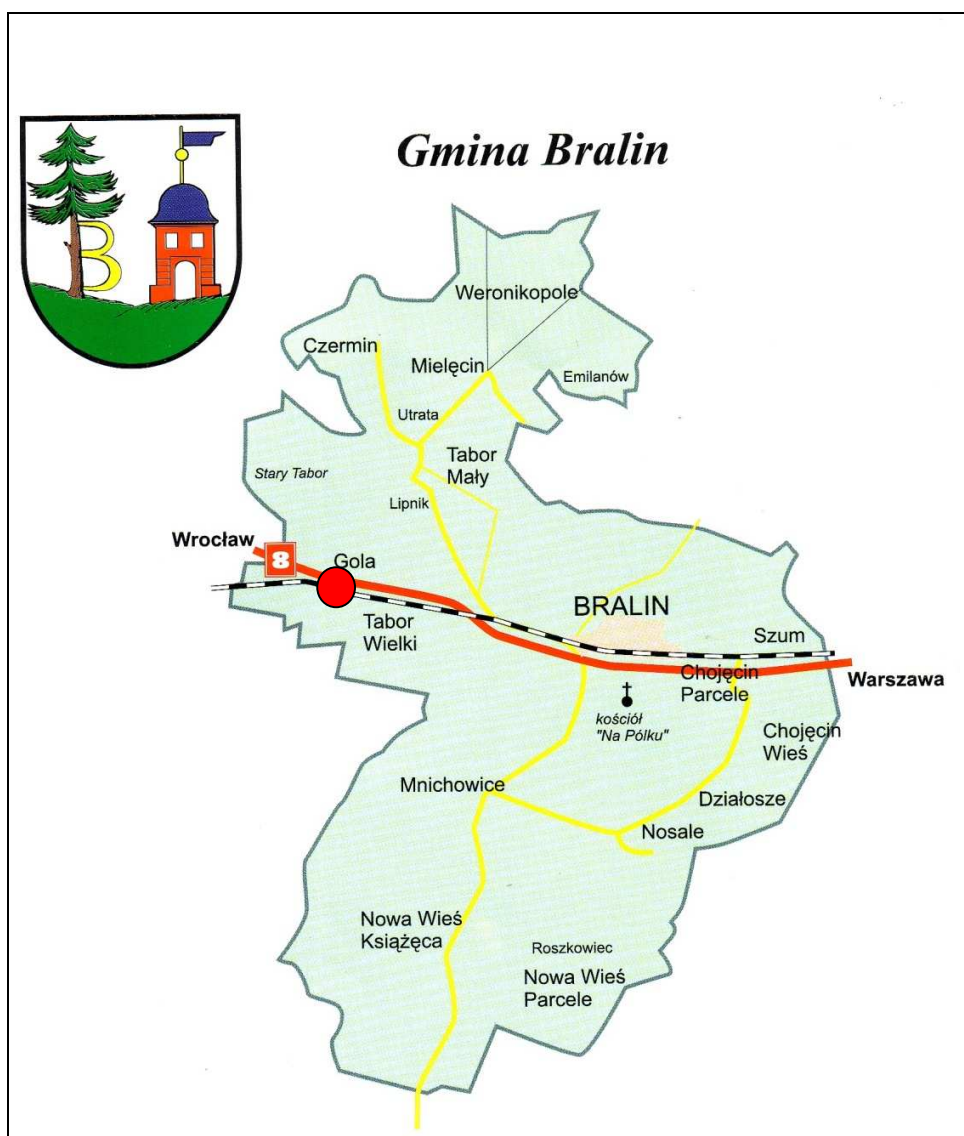 Gmina Bralin
B
Weronikopole
Czermin
Mielęcin
Emilanów
Utrata
Tabor
Mały
Stary Tabor
Lipnik
Wrocław
8
Gola
BRALIN
Tabor
Wielki
Szum
Chojęcin
Parcele
Warszawa
kościół
"Na Pólku"
Chojęcin
Wieś
Mnichowice
Działosze
Nosale
Nowa Wieś
Książęca
Roszkowiec
Nowa Wieś
Parcele